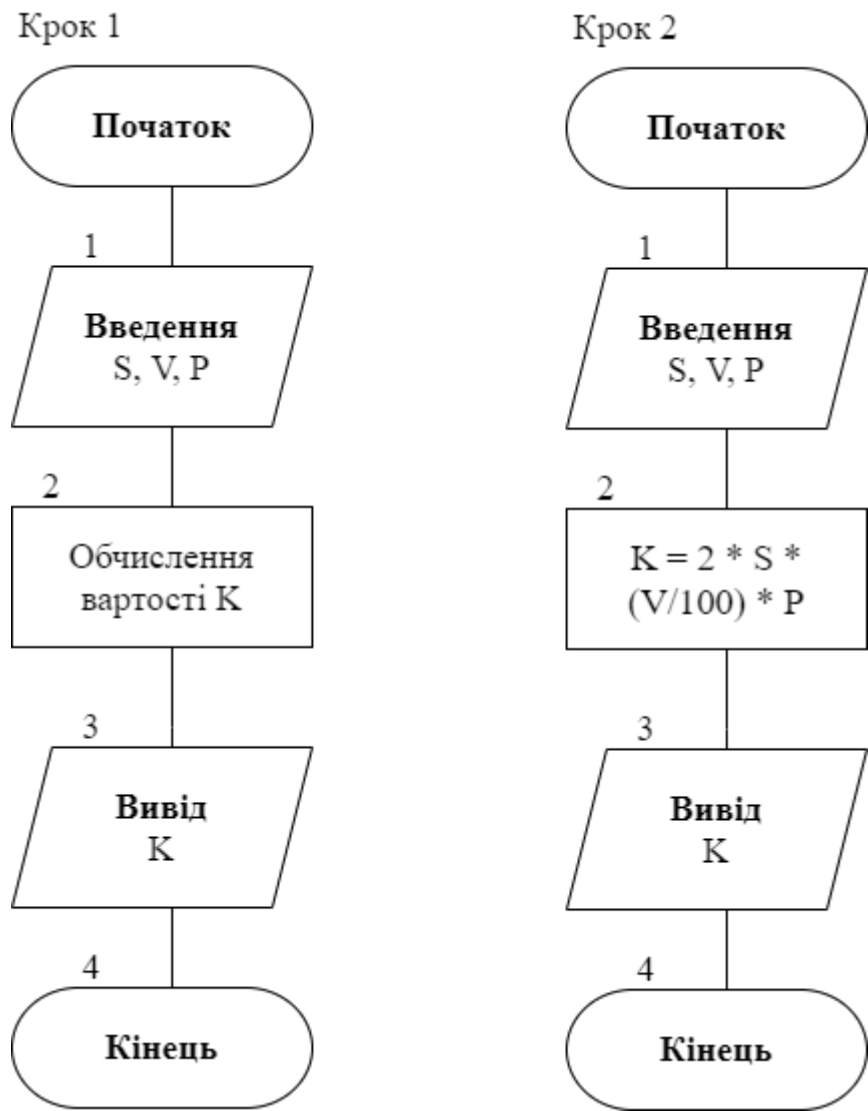 Крок 1
Початок
1
Введення
S, V, P
2
Обчислення
вартості K
3
Вивід
K
4
Кінець
Крок 2
Початок
1
Введення
S, V, P
2
K = 2 * S *
(V/100) * P
3
Вивід
K
4
Кінець